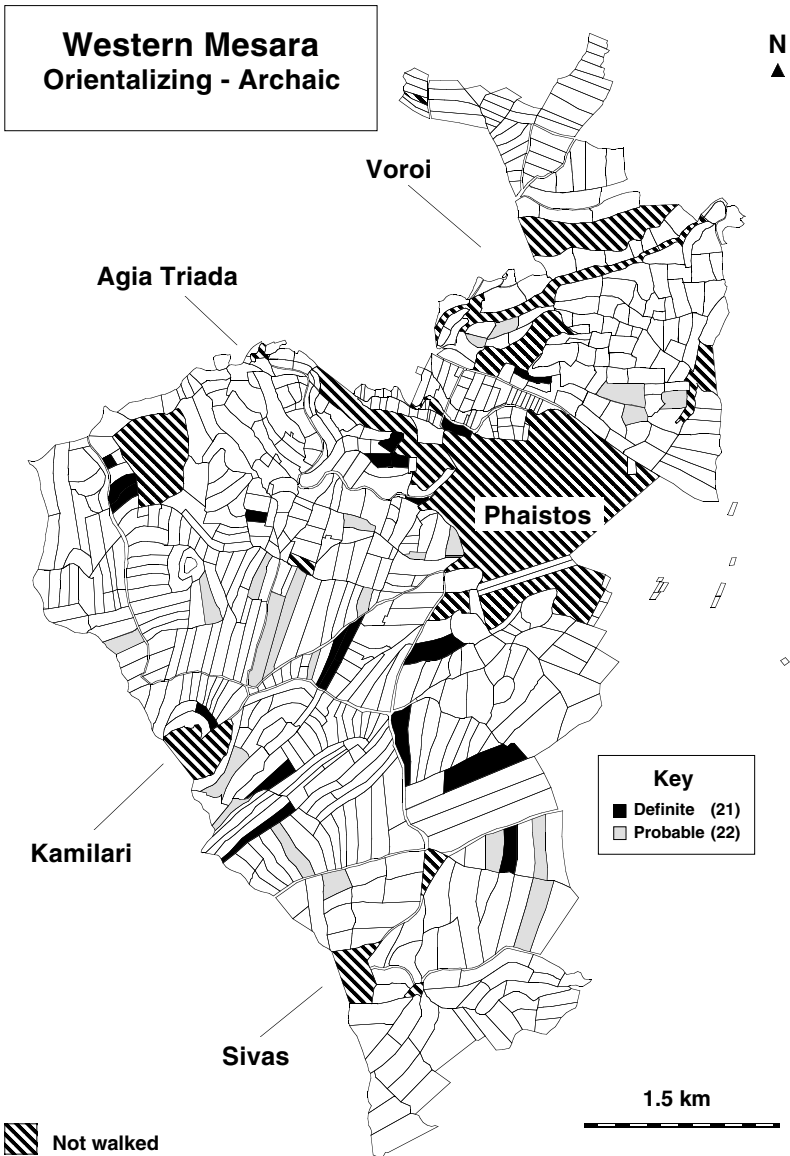 Western Mesara
Orientalizing - Archaic
N
Voroi
Agia Triada
Phaistos
Key
Definite (21)
Probable (22)
Kamilari
Sivas
1.5 km
Not walked